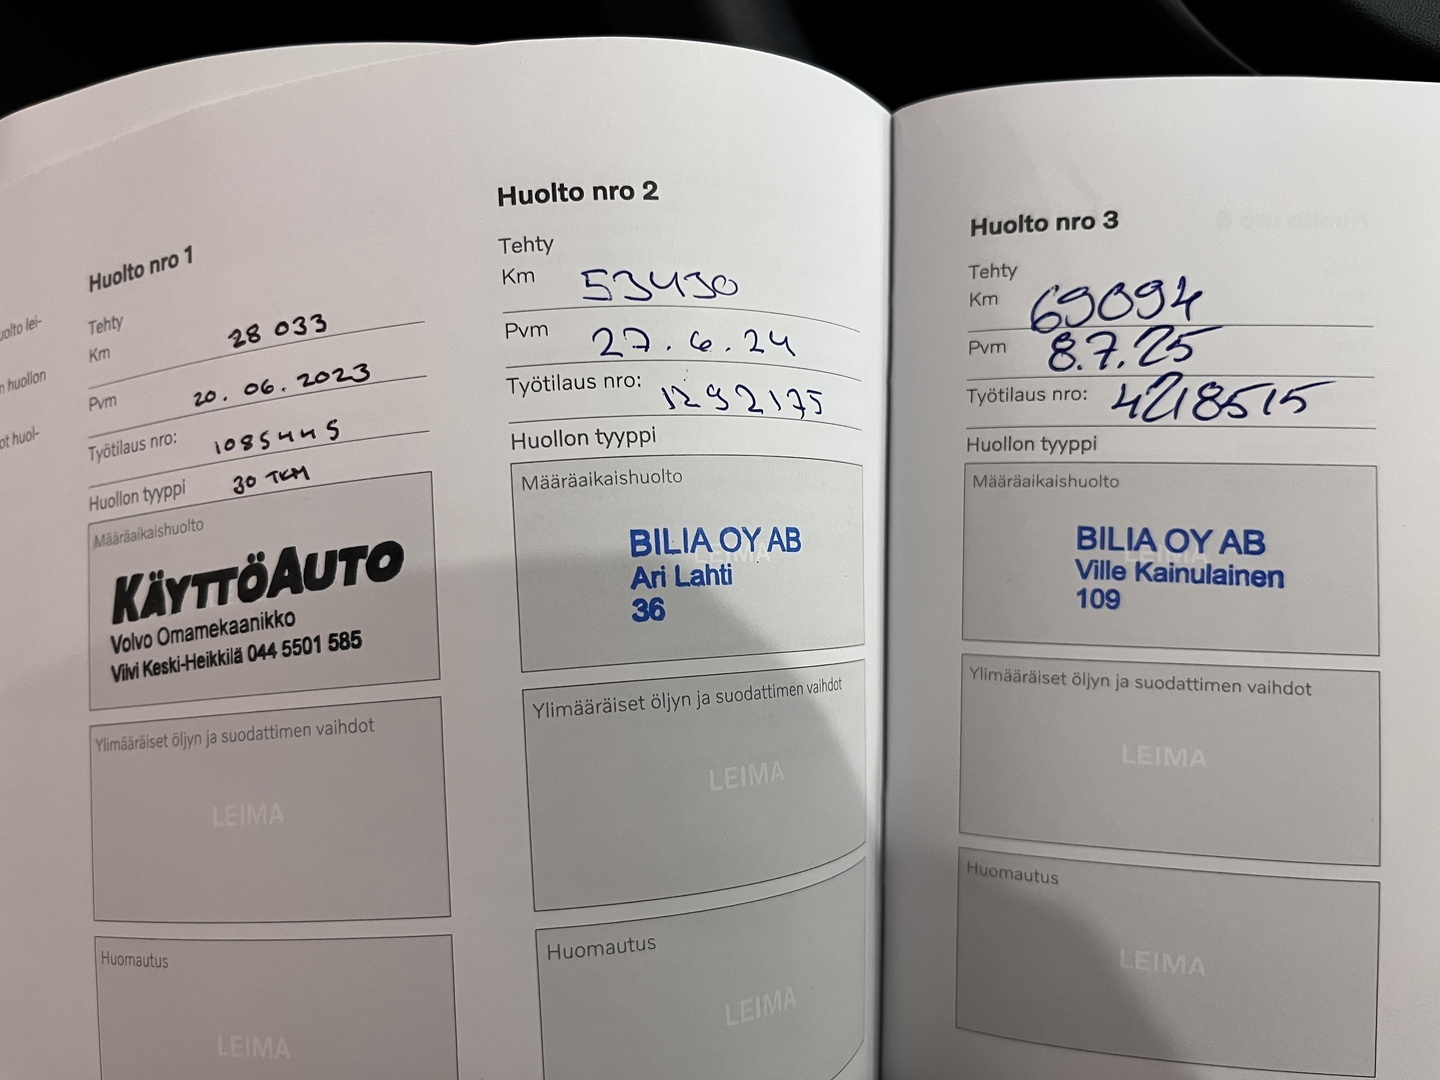 uolto lei-
n huollon
ot huol-
Huolto nro 1
Tehty
Km 28 033
Pvm 20. 06. 2023
Työtilaus nro: 1085445
Huollon tyyppi 30 TKM
Määräaikaishuolto
KÄYTTÖAUTO
Volvo Omamekaanikko
Viivi Keski-Heikkilä 044 5501 585
Ylimääräiset öljyn ja suodattimen vaihdot
LEIMA
Huomautus
LEIMA
Huolto nro 2
Tehty
Km 53430
Pvm 27. 6. 24
Työtilaus nro: 1292175
Huollon tyyppi
Määräaikaishuolto
LEIMA
BILIA OY AB
Ari Lahti
36
Ylimääräiset öljyn ja suodattimen vaihdot
LEIMA
Huomautus
LEIMA
Huolto nro 3
Tehty
Km 69094
Pvm 8.7.25
Työtilaus nro: 4218515
Huollon tyyppi
Määräaikaishuolto
LEIMA
BILIA OY AB
Ville Kainulainen
109
Ylimääräiset öljyn ja suodattimen vaihdot
LEIMA
Huomautus
LEIMA